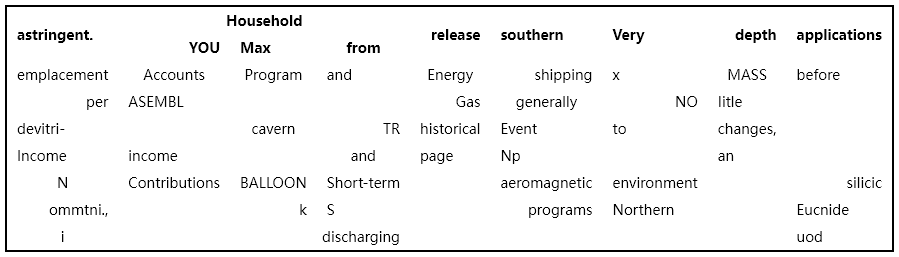 Household
astringent. YOU Max from release southern Very depth applications
emplacement Accounts Program and Energy shipping x MASS before
per ASEMBL Gas generally NO litle
devitri- cavern TR historical Event to changes,
Income income and page Np an
N Contributions BALLOON Short-term aeromagnetic environment silicic
ommtni., k S programs Northern Eucnide
i discharging uod